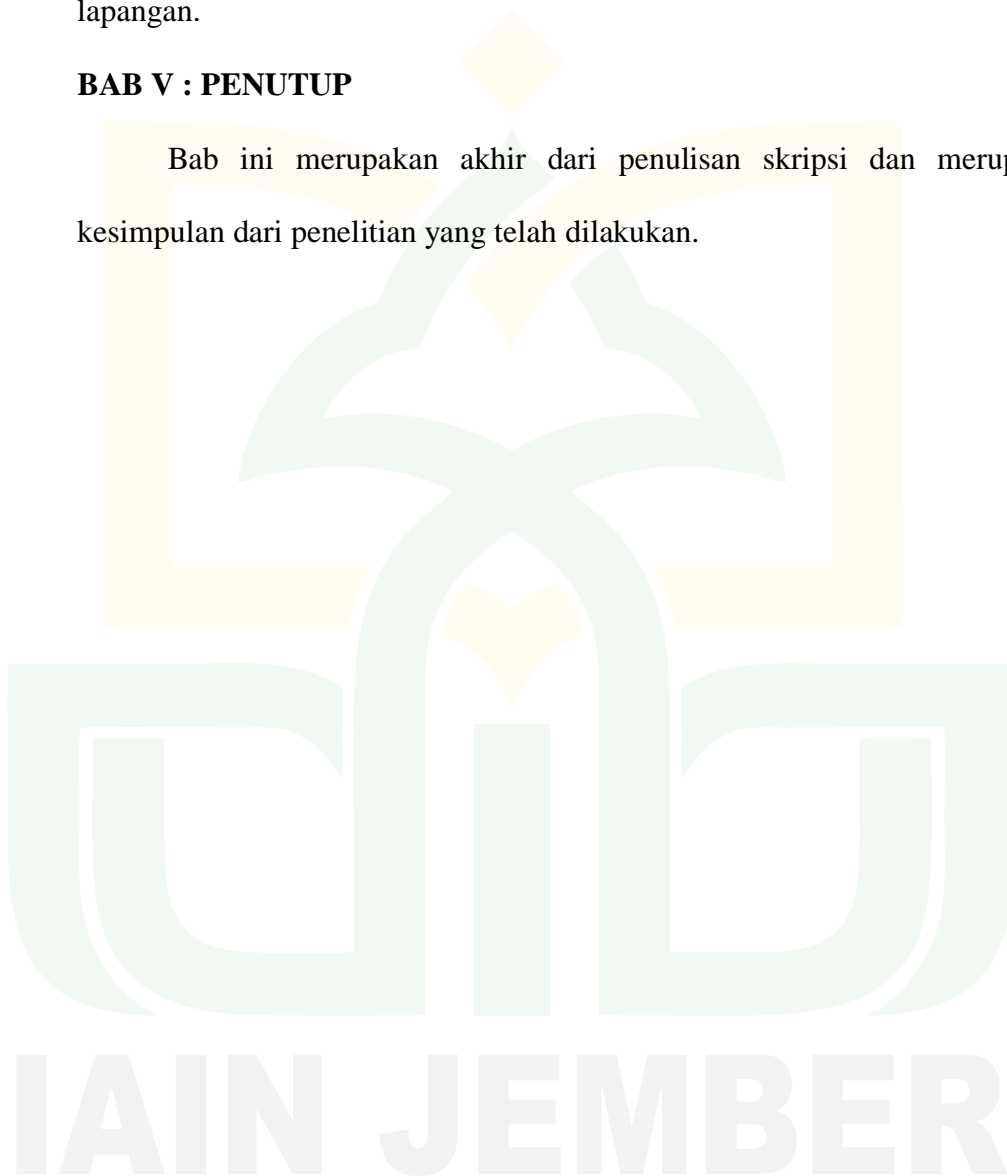 lapangan.
BAB V : PENUTUP
Bab ini merupakan akhir dari penulisan skripsi dan
kesimpulan dari penelitian yang telah dilakukan.
IAIN JEMBER